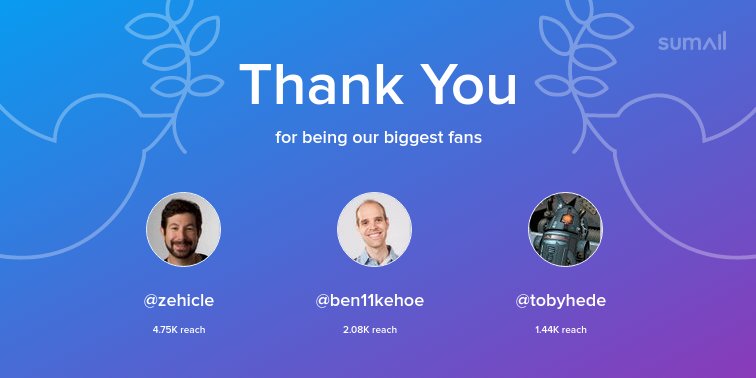 sumall
Thank You
for being our biggest fans
@zehicle
@ben11kehoe
@tobyhede
4.75K reach
2.08K reach
1.44K reach